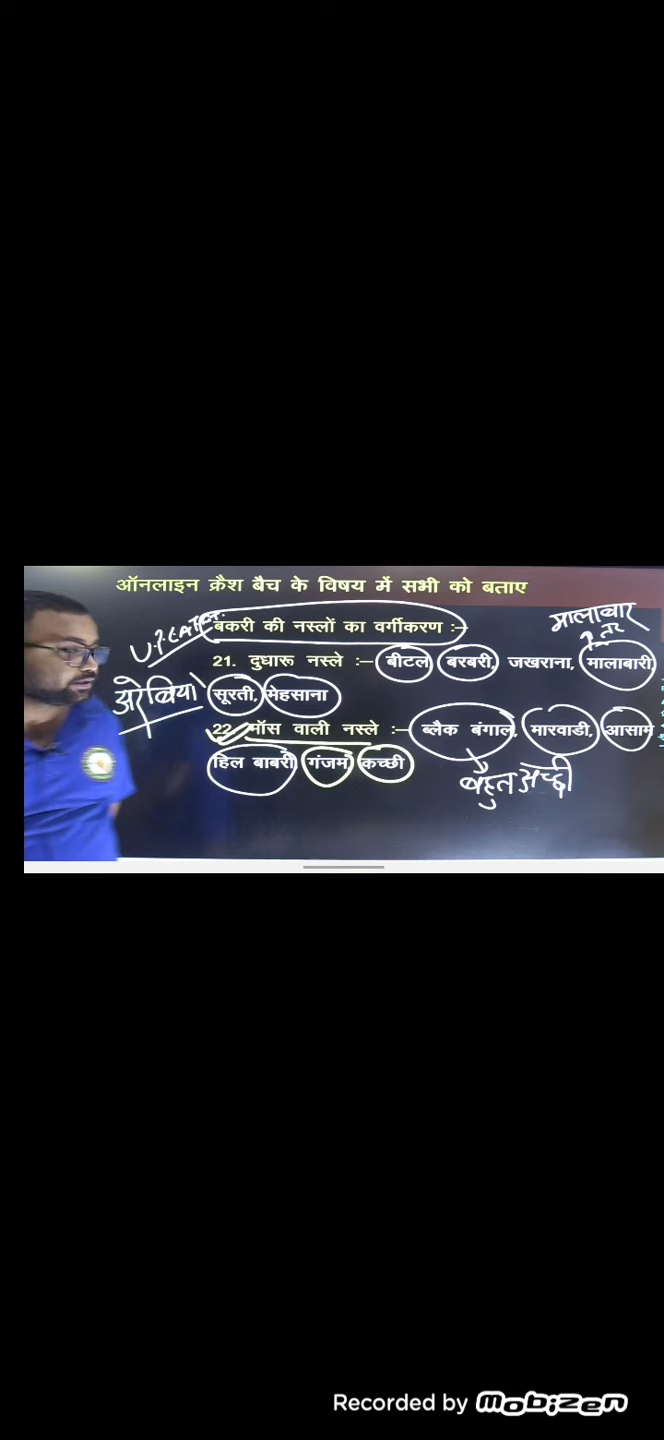 ऑनलाइन क्रैश बैच के विषय में सभी को बताए
मालाबार
बकरी की नस्लों का वर्गीकरण :–
21. दुधारू नस्ले :– बीटल, बरबरी, जखराना, मालाबारी,
सूरती, मेहसाना
22. मॉस वाली नस्ले :– ब्लैक बंगाल, मारवाडी, आसाम
हिल बाबरी, गंजम, कच्छी
बहुत अच्छी
Recorded by Mobizen